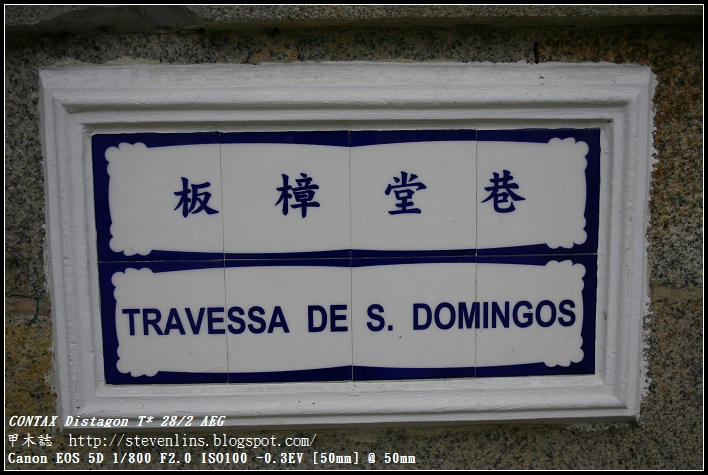 板樟堂巷
TRAVESSA DE S. DOMINGOS
CONTAX Distagon T* 28/2 AEG
甲木誌 http://stevenlins.blogspot.com/
Canon EOS 5D 1/800 F2.0 ISO100 -0.3EV [50mm] @ 50mm